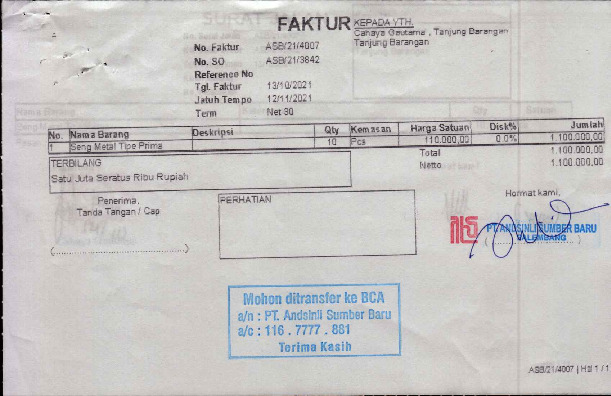 FAKTUR
KEPADA YTH.
Cahaya Gautama , Tanjung Barangan
Tanjung Barangan
No. Faktur ASB/21/4007
No. SO ASB/21/3842
Reference No
Tgl. Faktur 13/10/2021
Jatuh Tempo 12/11/2021
Term Net 30
No. Nama Barang Deskripsi Qty Kemasan Harga Satuan Disk% Jumlah
1 Seng Metal Tipe Prima 10 Pcs 110.000,00 0.0% 1.100.000,00
Total 1.100.000,00
Netto 1.100.000,00
TERBILANG
Satu Juta Seratus Ribu Rupiah
Penerima,
Tanda Tangan / Cap
PERHATIAN
Hormat kami,
PT. ANDSINLI SUMBER BARU
PALEMBANG
Mohon ditransfer ke BCA
a/n : PT. Andsinli Sumber Baru
a/c : 116 . 7777 . 881
Terima Kasih
ASB/21/4007 | Hal 1 / 1